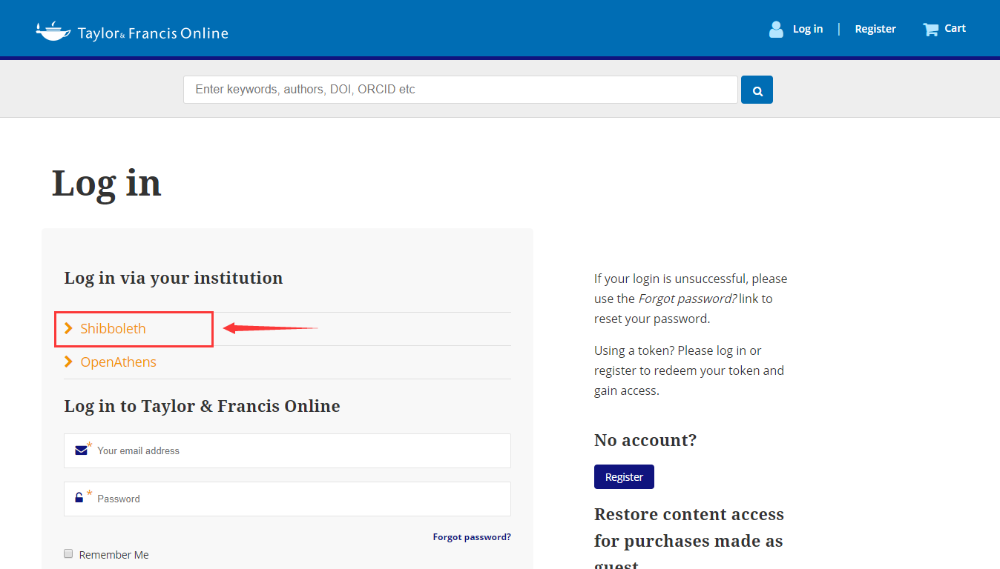 Taylor & Francis Online
Log in | Register
Cart
Enter keywords, authors, DOI, ORCID etc
Log in
Log in via your institution
Shibboleth
OpenAthens
Log in to Taylor & Francis Online
* Your email address
* Password
Forgot password?
Remember Me
If your login is unsuccessful, please
use the Forgot password? link to
reset your password.
Using a token? Please log in or
register to redeem your token and
gain access.
No account?
Register
Restore content access
for purchases made as
guest